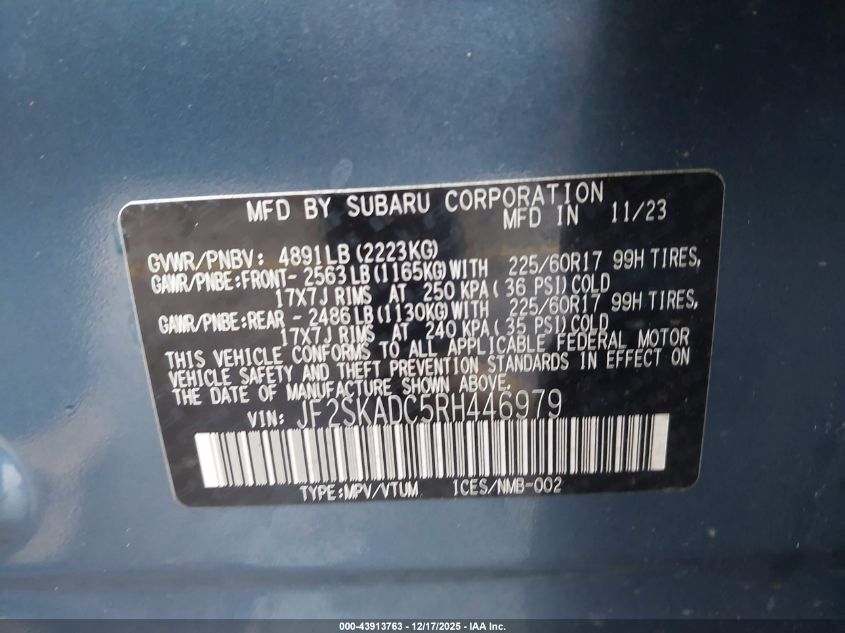 MFD BY SUBARU CORPORATION
MFD IN 11/23
GVWR/PNBV: 4891LB(2223KG)
GAWR/PNBE:FRONT- 2563LB(1165KG)WITH 225/60R17 99H TIRES,
17X7J RIMS AT 250 KPA( 36 PSI)COLD
GAWR/PNBE:REAR - 2486LB(1130KG)WITH 225/60R17 99H TIRES,
17X7J RIMS AT 240 KPA( 35 PSI)COLD
THIS VEHICLE CONFORMS TO ALL APPLICABLE FEDERAL MOTOR
VEHICLE SAFETY AND THEFT PREVENTION STANDARDS IN EFFECT ON
THE DATE OF MANUFACTURE SHOWN ABOVE.
VIN: JF2SKADC5RH446979
TYPE:MPV/VTUM ICES/NMB-002
000-43913763 - 12/17/2025 - IAA Inc.